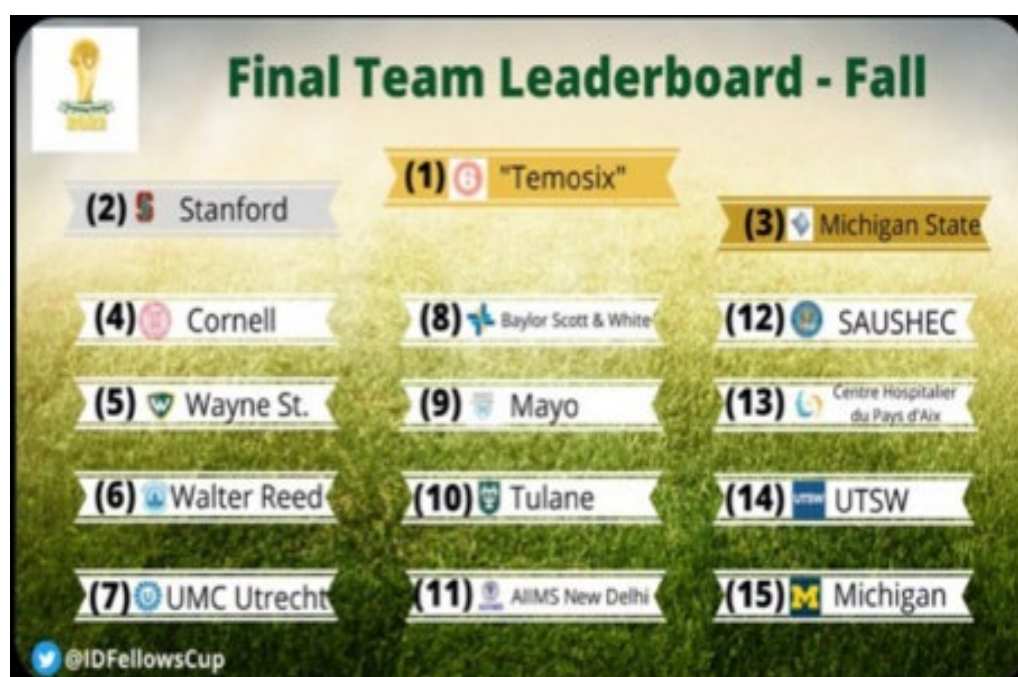 Final Team Leaderboard - Fall
(1) 6 "Temosix"
(2) S Stanford
(3) Michigan State
(4) Cornell
(5) W Wayne St.
(6) Walter Reed
(7) UMC Utrecht
(8) Baylor Scott & White
(9) Mayo
(10) Tulane
(11) AIIMS New Delhi
(12) SAUSHEC
(13) Centre Hospitalier
du Pays d'Aix
(14) UTSW UTSW
(15) M Michigan
@IDFellowsCup